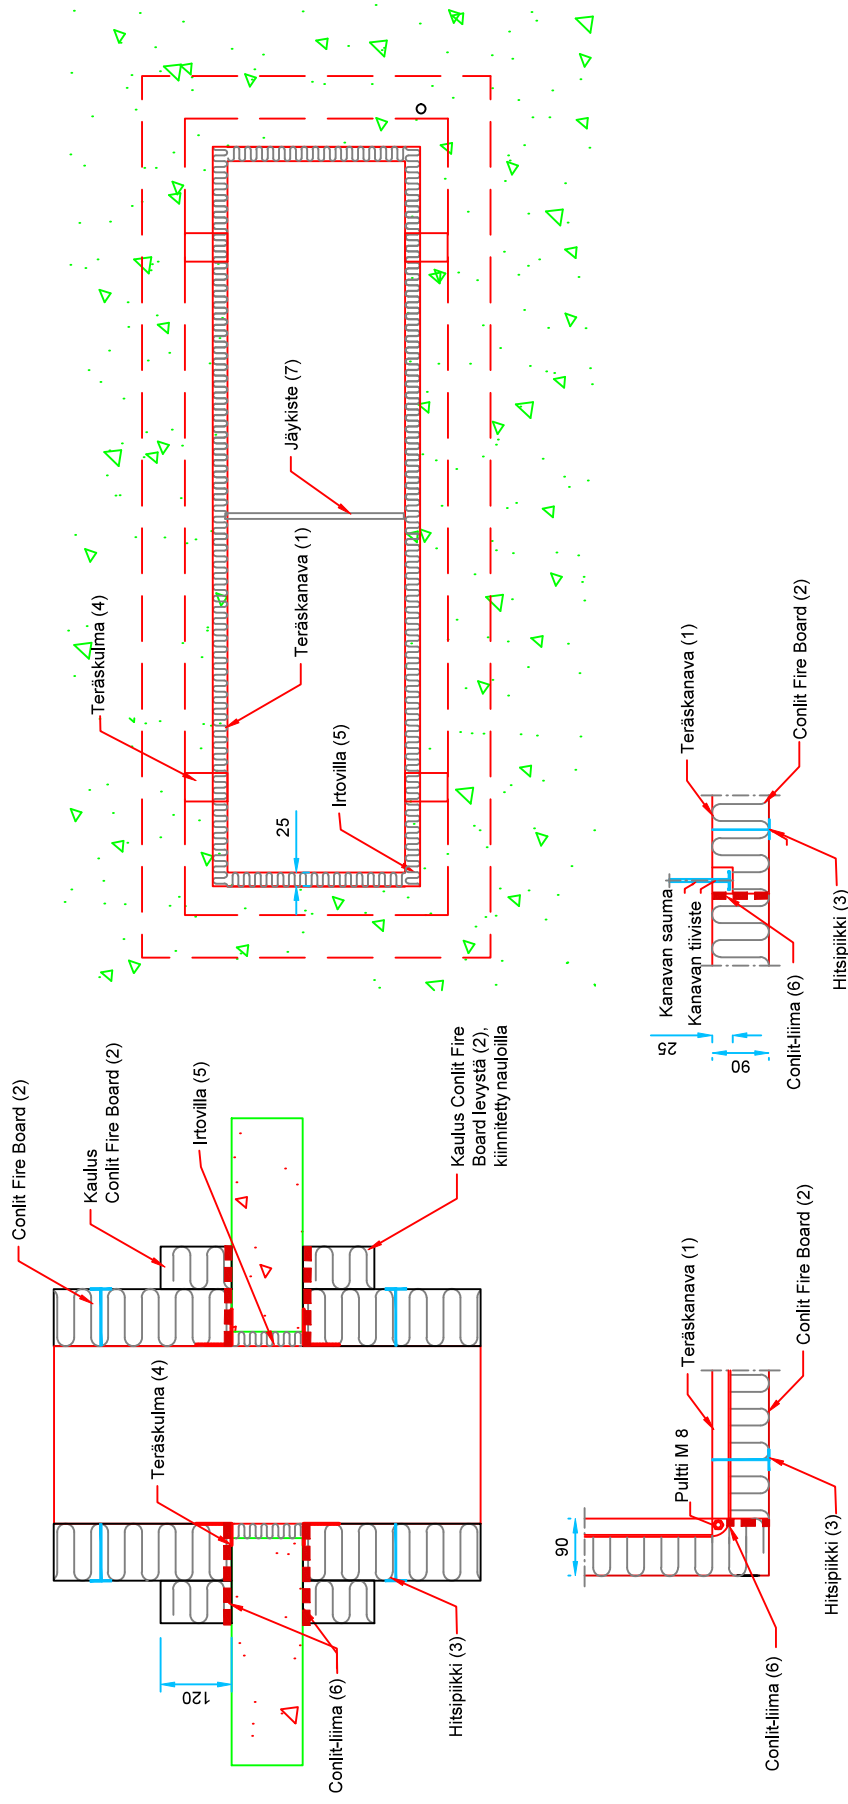 Conlit Fire Board (2)
Kaulus
Conlit Fire Board (2)
Irtovilla (5)
Teräskulma (4)
Kaulus Conlit Fire
Board levystä (2),
kiinnitetty nauloilla
120
Conlit-liima (6)
Hitsipiikki (3)
Teräskulma (4)
Teräskanava (1)
Jäykiste (7)
Irtovilla (5)
25
90
Pultti M 8
Teräskanava (1)
Conlit Fire Board (2)
Conlit-liima (6)
Hitsipiikki (3)
25
90
Kanavan sauma
Kanavan tiiviste
Teräskanava (1)
Conlit Fire Board (2)
Conlit-liima (6)
Hitsipiikki (3)